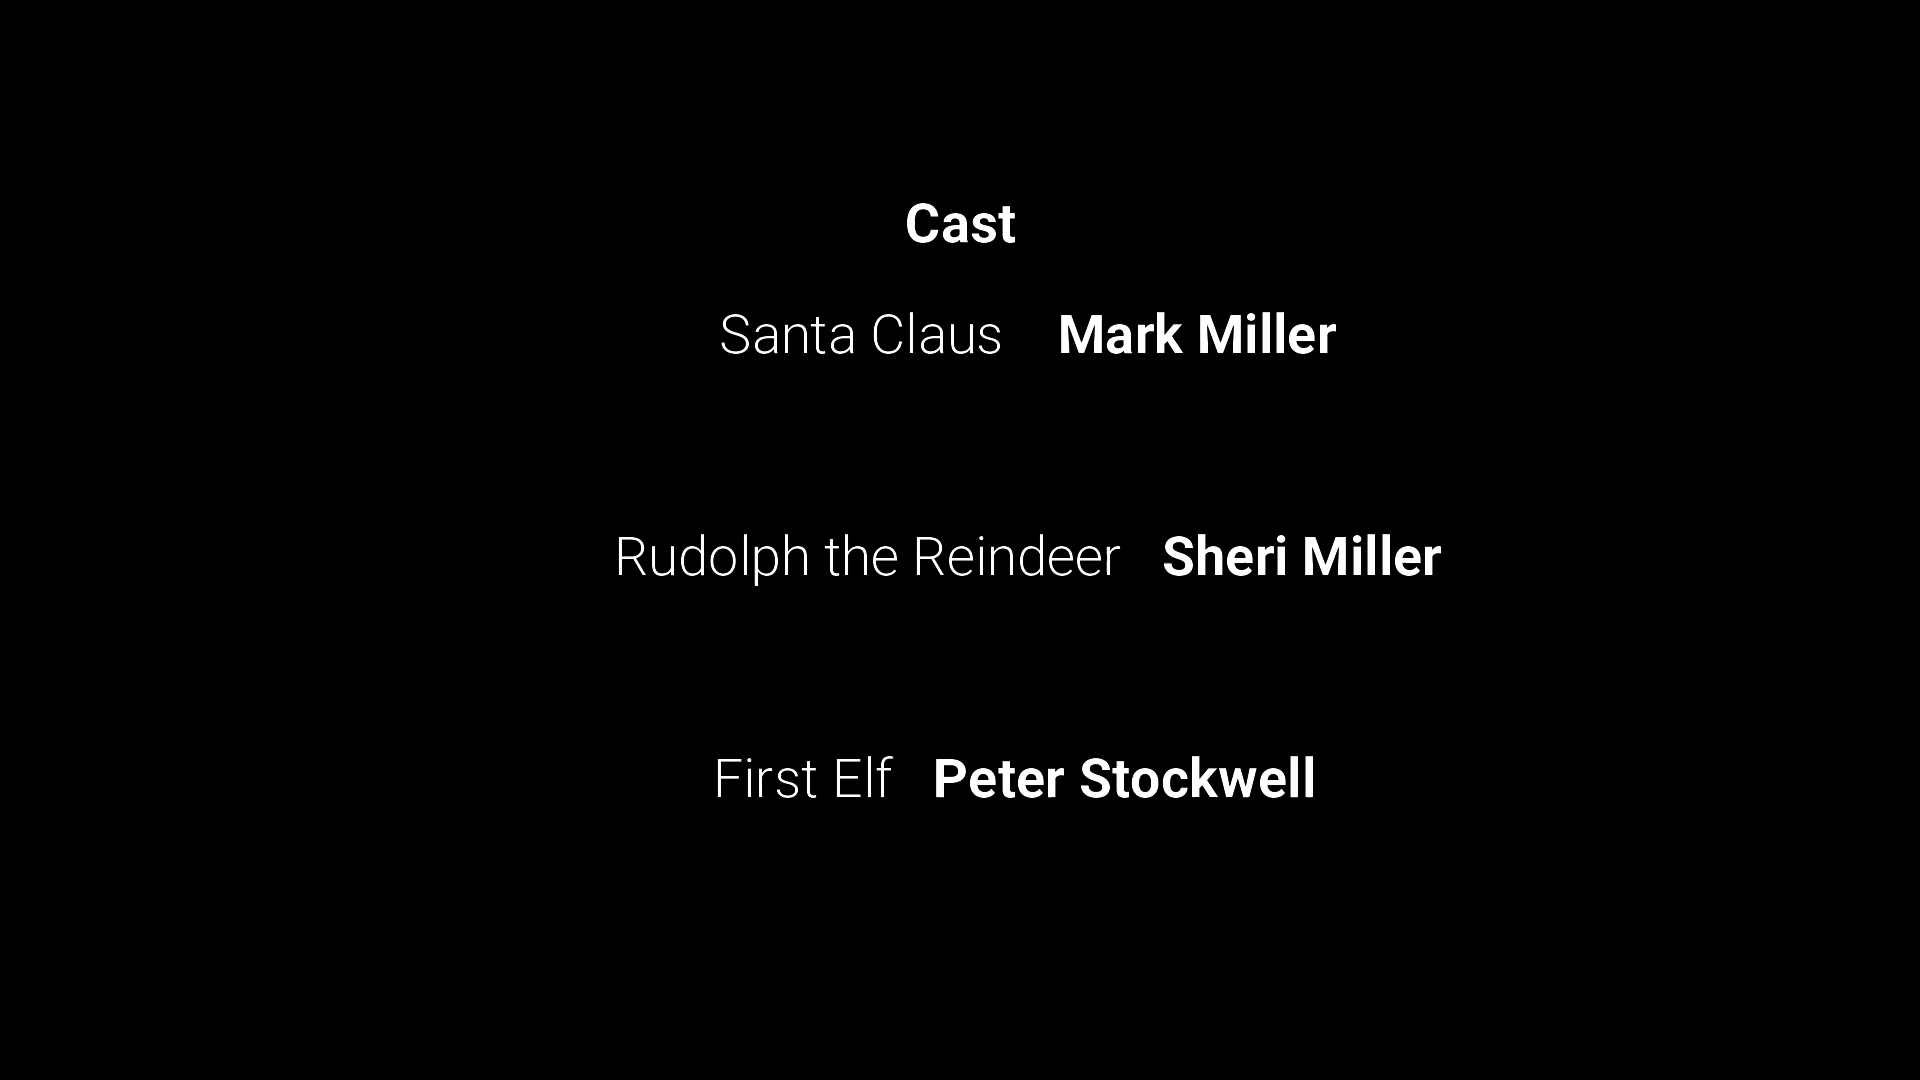 Cast
Santa Claus Mark Miller
Rudolph the Reindeer Sheri Miller
First Elf Peter Stockwell